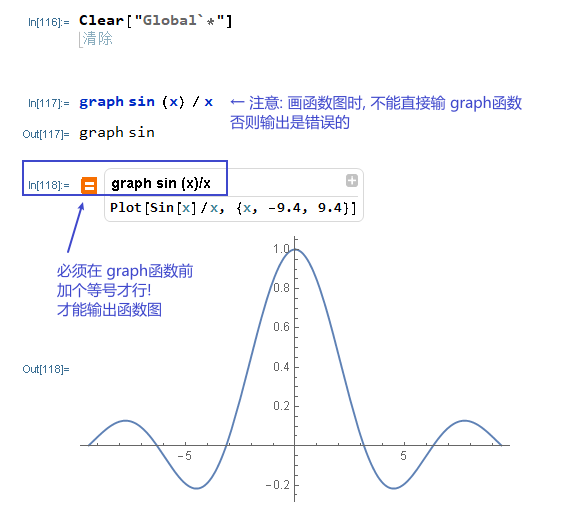 In[116]:= Clear["Global`*"]
清除
In[117]:= graph sin (x) / x ← 注意: 画函数图时, 不能直接输 graph函数
否则输出是错误的
Out[117]= graph sin
In[118]:= graph sin (x)/x
Plot[Sin[x]/x, {x, -9.4, 9.4}]
必须在 graph函数前
加个等号才行!
才能输出函数图
Out[118]=
1.0
0.8
0.6
0.4
0.2
-0.2
-5
5